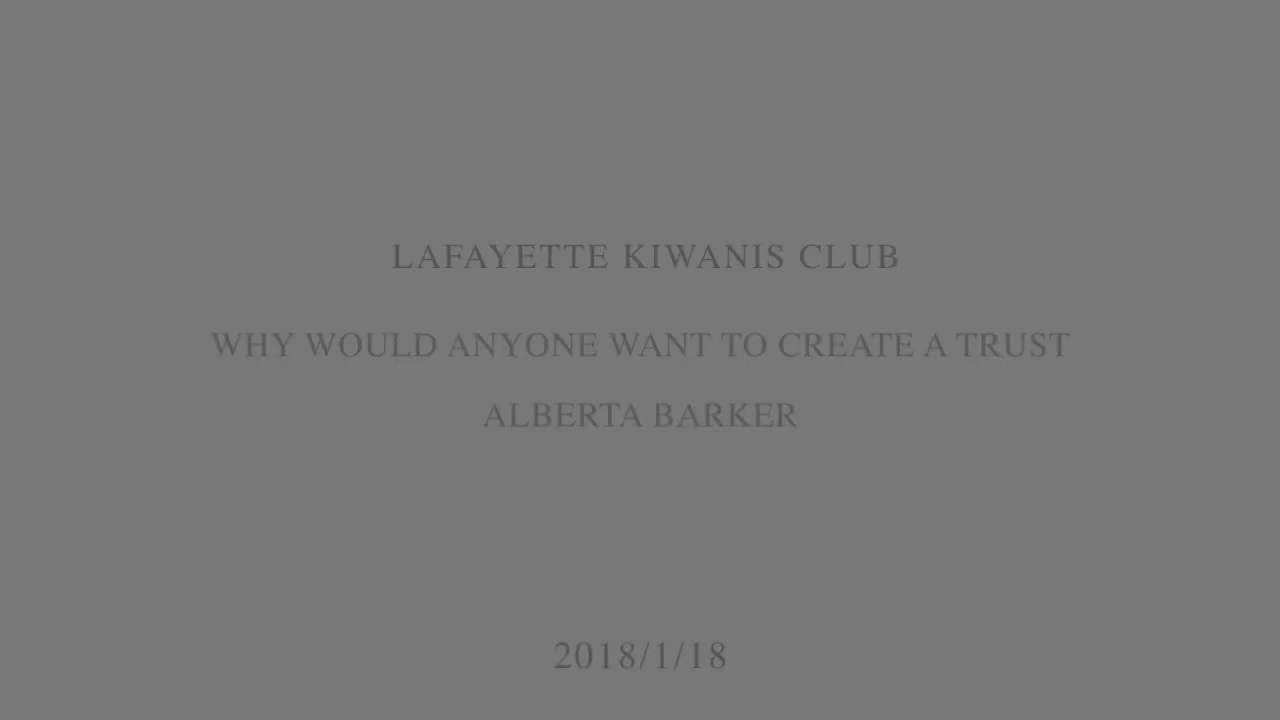 LAFAYETTE KIWANIS CLUB
WHY WOULD ANYONE WANT TO CREATE A TRUST
ALBERTA BARKER
2018/1/18